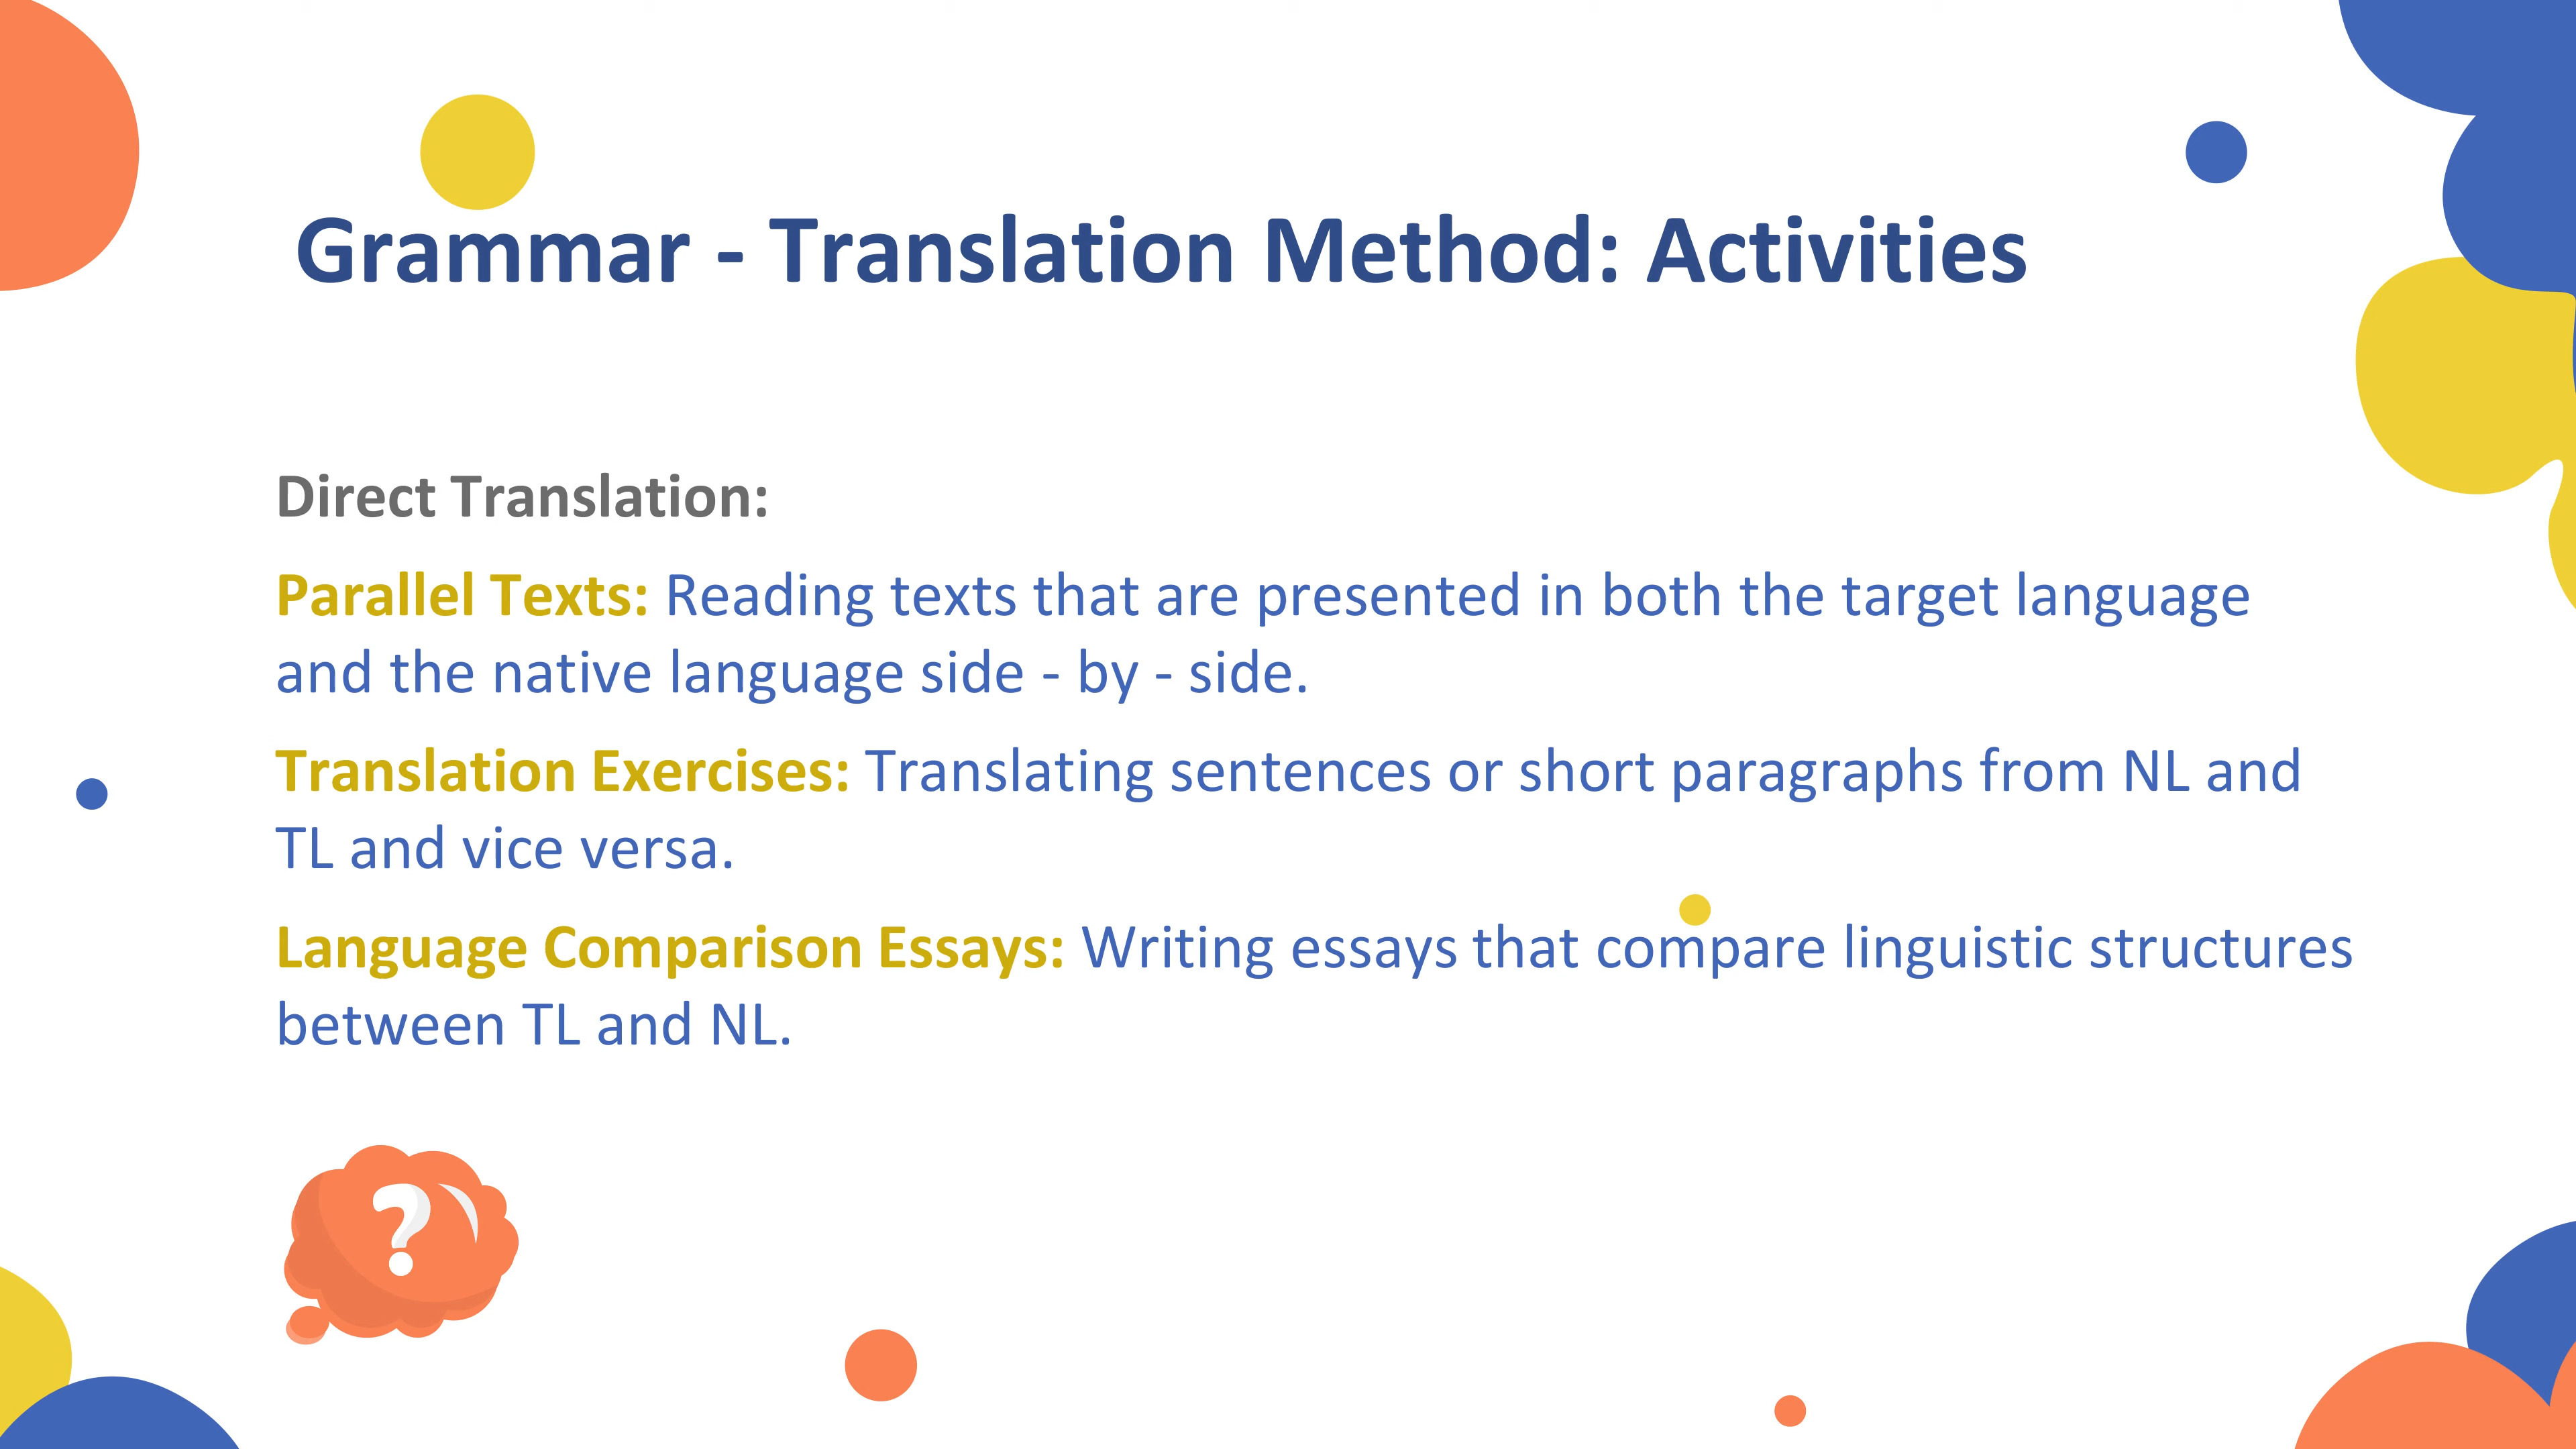 Grammar - Translation Method: Activities
Direct Translation:
Parallel Texts: Reading texts that are presented in both the target language
and the native language side - by - side.
Translation Exercises: Translating sentences or short paragraphs from NL and
TL and vice versa.
Language Comparison Essays: Writing essays that compare linguistic structures
between TL and NL.
?